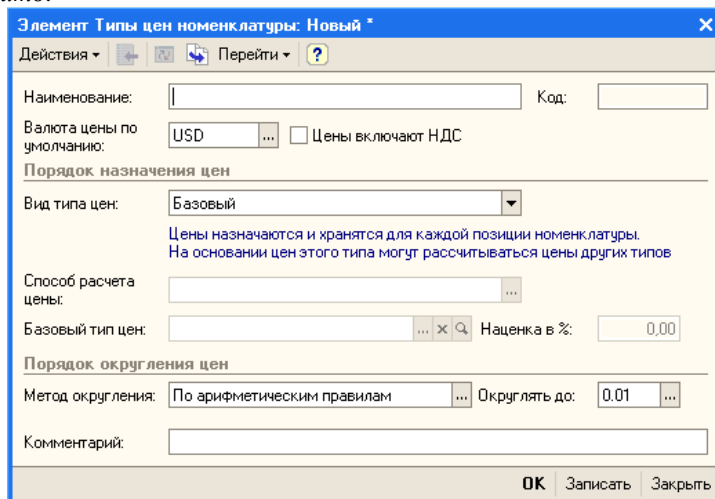 Элемент Типы цен номенклатуры: Новый *
Действия Перейти ?
Наименование: Код:
Валюта цены по умолчанию: USD ... Цены включают НДС
Порядок назначения цен
Вид типа цен: Базовый
Цены назначаются и хранятся для каждой позиции номенклатуры.
На основании цен этого типа могут рассчитываться цены других типов
Способ расчета цены: ...
Базовый тип цен: ... Наценка в %: 0,00
Порядок округления цен
Метод округления: По арифметическим правилам ... Округлять до: 0.01 ...
Комментарий:
OK Записать Закрыть